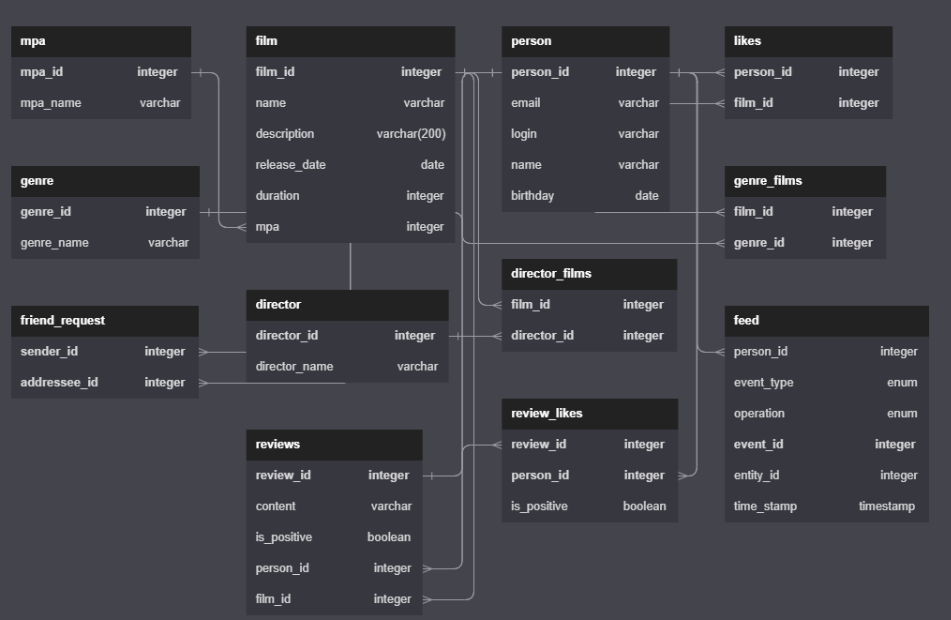 mpa
mpa_id integer
mpa_name varchar
film
film_id integer
name varchar
description varchar(200)
release_date date
duration integer
mpa integer
person
person_id integer
email varchar
login varchar
name varchar
birthday date
likes
person_id integer
film_id integer
genre
genre_id integer
genre_name varchar
genre_films
film_id integer
genre_id integer
director_films
film_id integer
director_id integer
director
director_id integer
director_name varchar
friend_request
sender_id integer
addressee_id integer
feed
person_id integer
event_type enum
operation enum
event_id integer
entity_id integer
time_stamp timestamp
review_likes
review_id integer
person_id integer
is_positive boolean
reviews
review_id integer
content varchar
is_positive boolean
person_id integer
film_id integer